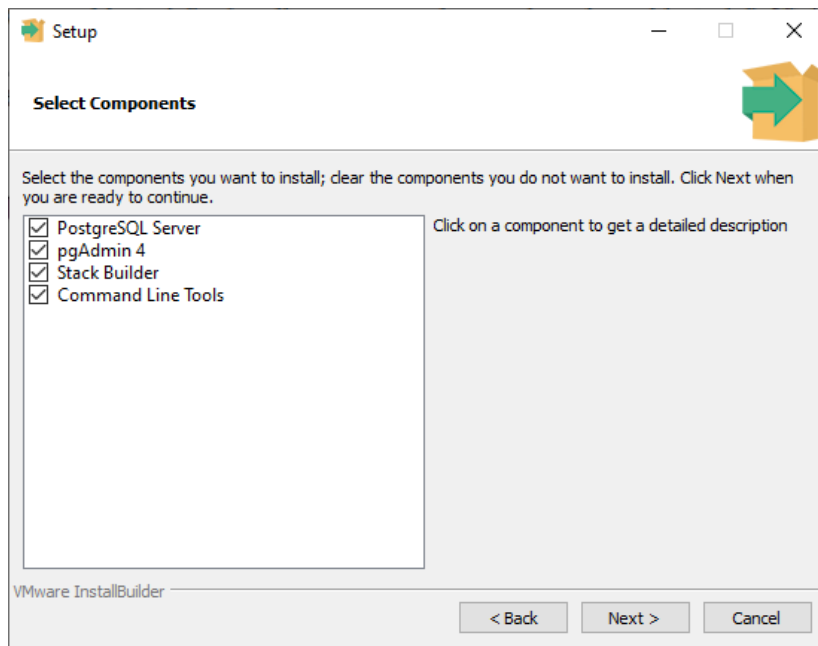 Setup
Select Components
Select the components you want to install; clear the components you do not want to install. Click Next when
you are ready to continue.
PostgreSQL Server
Click on a component to get a detailed description
pgAdmin 4
Stack Builder
Command Line Tools
VMware InstallBuilder
< Back
Next >
Cancel